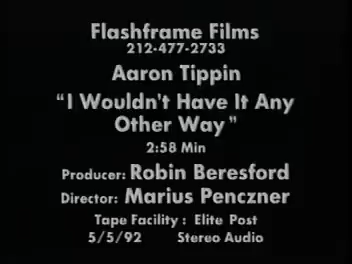 Flashframe Films
212-477-2733
Aaron Tippin
"I Wouldn't Have It Any
Other Way"
2:58 Min
Producer: Robin Beresford
Director: Marius Penczner
Tape Facility : Elite Post
5/5/92 Stereo Audio